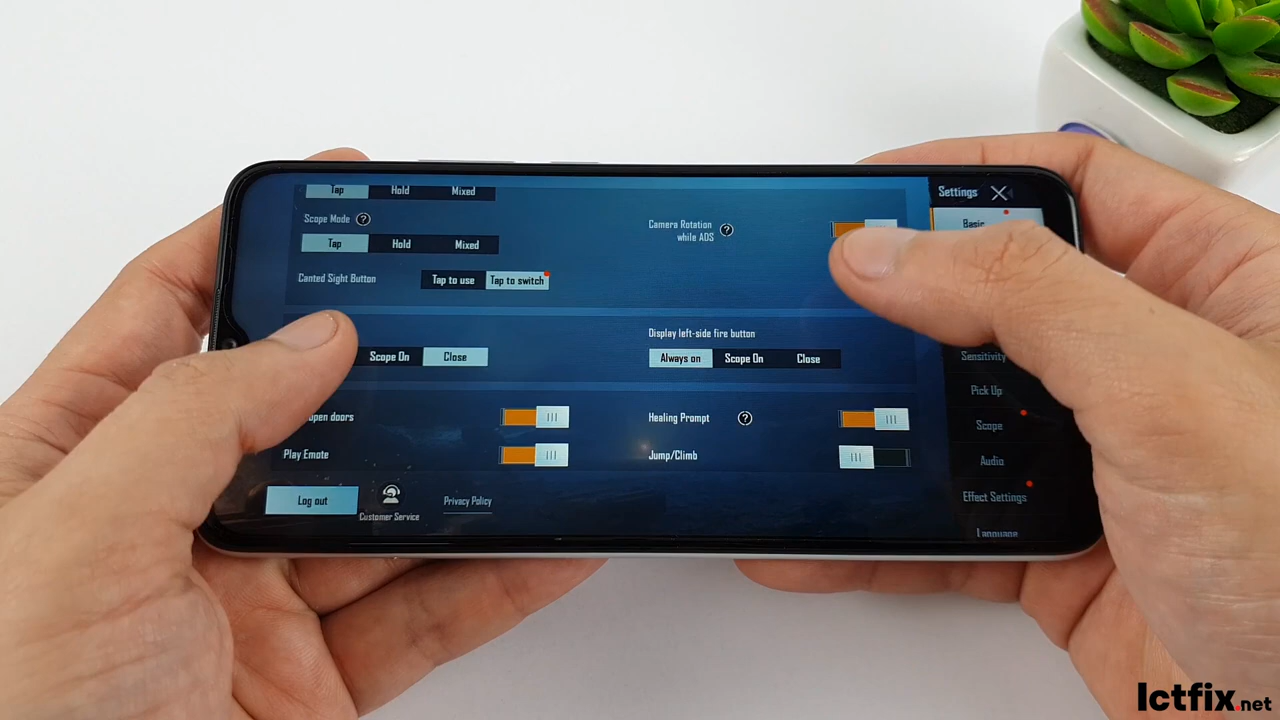 Tap Hold Mixed
Settings
Scope Mode ?
Camera Rotation ?
while ADS
Basic
Tap Hold Mixed
Canted Sight Button Tap to use Tap to switch
Display left-side fire button
Scope On Close
Always on Scope On Close
Sensitivity
Pick Up
open doors
Healing Prompt ?
Scope
Play Emote
Jump/Climb
Audio
Log out
Customer Service
Privacy Policy
Effect Settings
Language
Ictfix.net